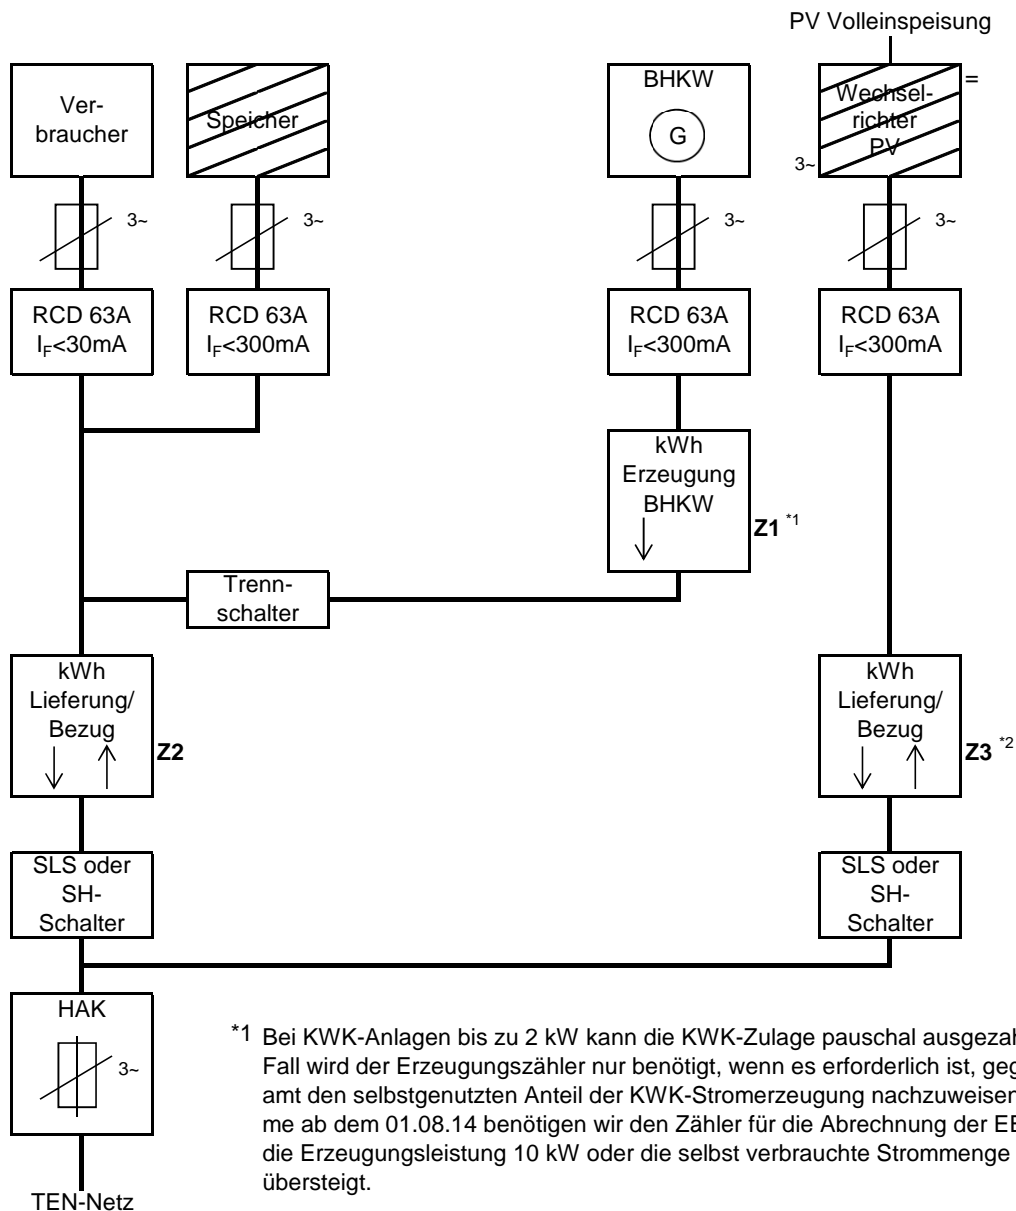 PV Volleinspeisung
Ver-
braucher
Speicher
BHKW
G
Wechsel-
richter
PV
=
3~
3~
3~
3~
3~
RCD 63A
IF<30mA
RCD 63A
IF<300mA
RCD 63A
IF<300mA
RCD 63A
IF<300mA
kWh
Erzeugung
BHKW
Z1 *1
Trenn-
schalter
kWh
Lieferung/
Bezug
Z2
kWh
Lieferung/
Bezug
Z3 *2
SLS oder
SH-
Schalter
SLS oder
SH-
Schalter
HAK
3~
TEN-Netz
*1 Bei KWK-Anlagen bis zu 2 kW kann die KWK-Zulage pauschal ausgezah
Fall wird der Erzeugungszähler nur benötigt, wenn es erforderlich ist, geg
amt den selbstgenutzten Anteil der KWK-Stromerzeugung nachzuweisen
me ab dem 01.08.14 benötigen wir den Zähler für die Abrechnung der EE
die Erzeugungsleistung 10 kW oder die selbst verbrauchte Strommenge
übersteigt.